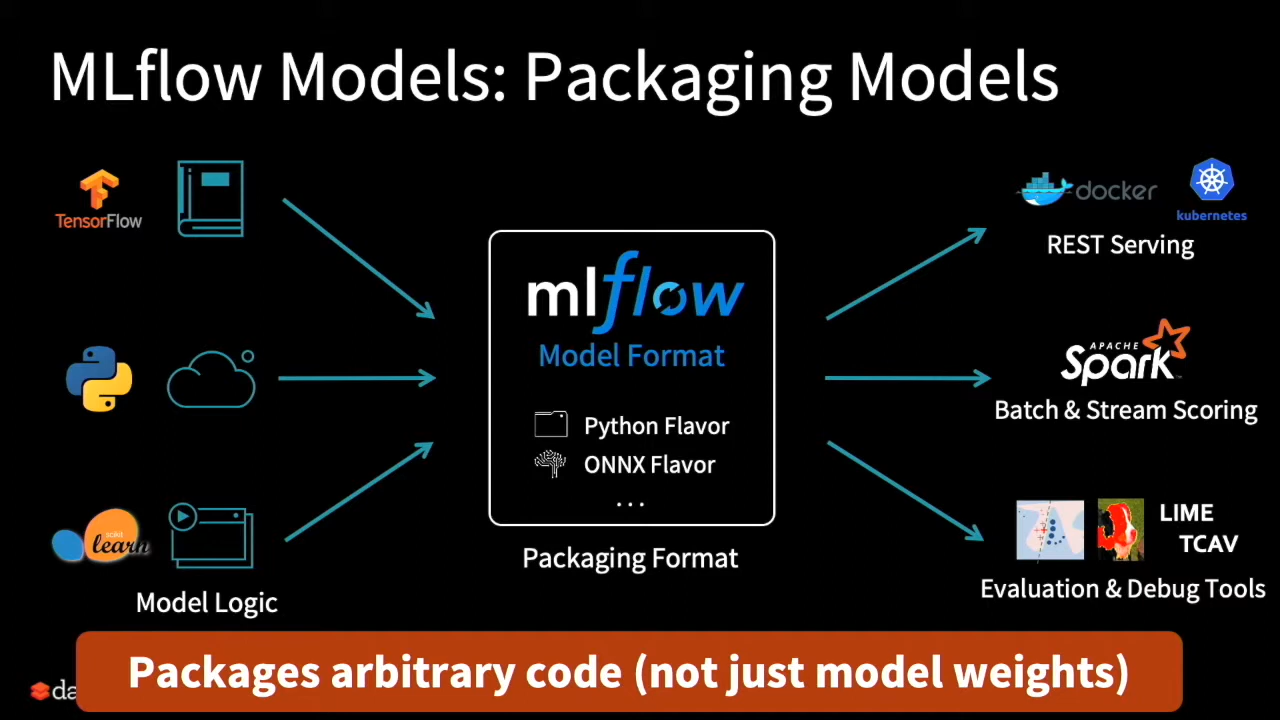 MLflow Models: Packaging Models
TensorFlow
scikit
learn
Model Logic
mlflow
Model Format
Python Flavor
ONNX Flavor
...
Packaging Format
docker
kubernetes
REST Serving
APACHE
Spark
Batch & Stream Scoring
LIME
TCAV
Evaluation & Debug Tools
Packages arbitrary code (not just model weights)
da